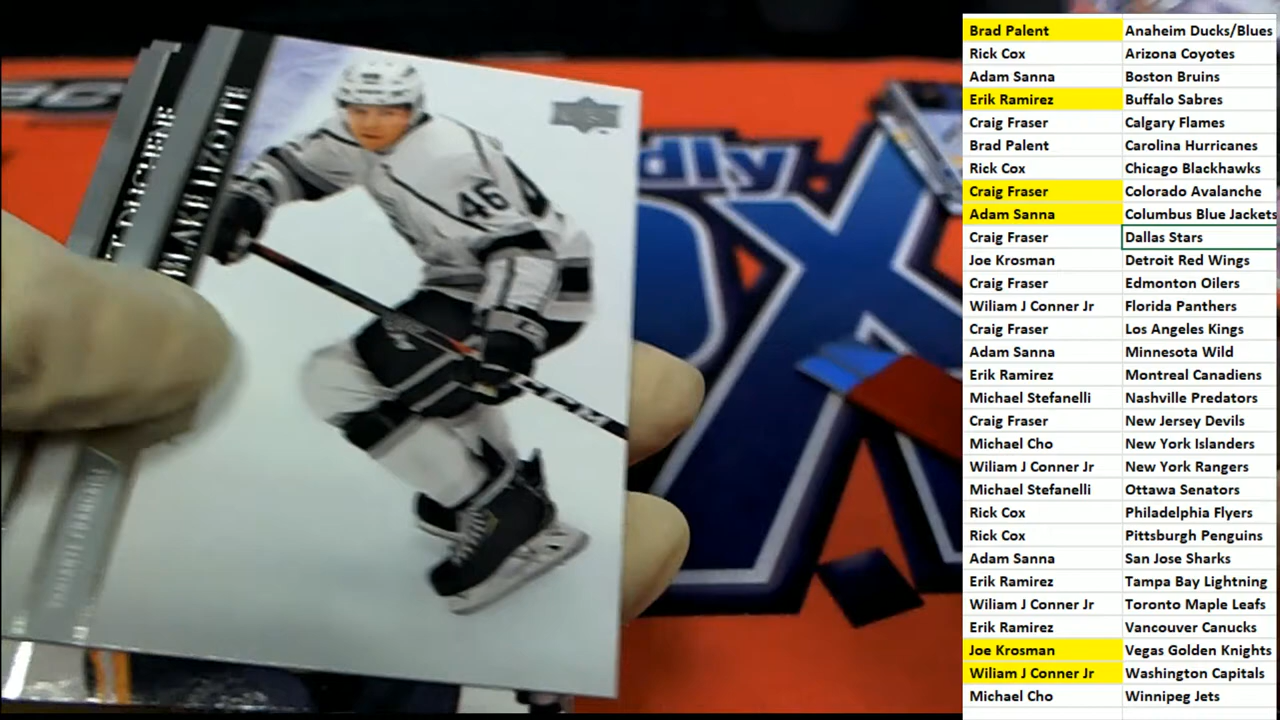 BLAKE LIZOTTE
DUCHENE
46
CCM
dly
OX
Brad Palent Anaheim Ducks/Blues
Rick Cox Arizona Coyotes
Adam Sanna Boston Bruins
Erik Ramirez Buffalo Sabres
Craig Fraser Calgary Flames
Brad Palent Carolina Hurricanes
Rick Cox Chicago Blackhawks
Craig Fraser Colorado Avalanche
Adam Sanna Columbus Blue Jackets
Craig Fraser Dallas Stars
Joe Krosman Detroit Red Wings
Craig Fraser Edmonton Oilers
Wiliam J Conner Jr Florida Panthers
Craig Fraser Los Angeles Kings
Adam Sanna Minnesota Wild
Erik Ramirez Montreal Canadiens
Michael Stefanelli Nashville Predators
Craig Fraser New Jersey Devils
Michael Cho New York Islanders
Wiliam J Conner Jr New York Rangers
Michael Stefanelli Ottawa Senators
Rick Cox Philadelphia Flyers
Rick Cox Pittsburgh Penguins
Adam Sanna San Jose Sharks
Erik Ramirez Tampa Bay Lightning
Wiliam J Conner Jr Toronto Maple Leafs
Erik Ramirez Vancouver Canucks
Joe Krosman Vegas Golden Knights
Wiliam J Conner Jr Washington Capitals
Michael Cho Winnipeg Jets